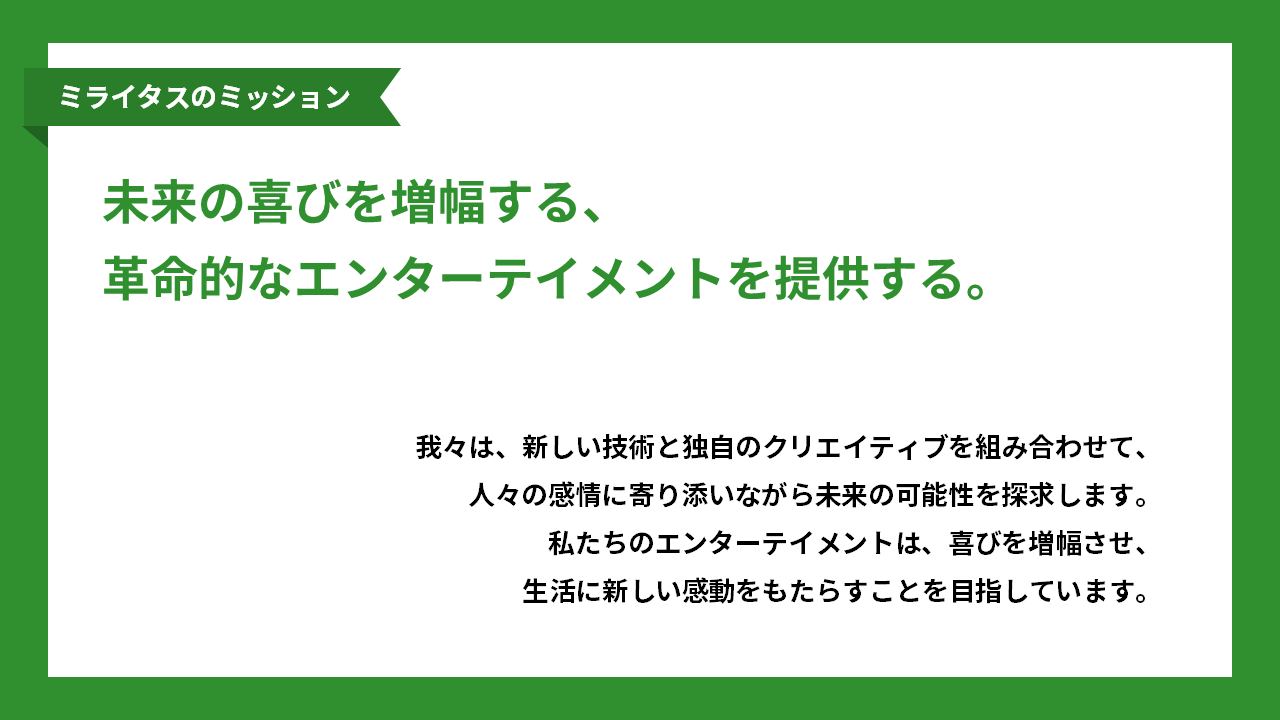 ミライタスのミッション
未来の喜びを増幅する、
革命的なエンターテイメントを提供する。
我々は、新しい技術と独自のクリエイティブを組み合わせて、
人々の感情に寄り添いながら未来の可能性を探求します。
私たちのエンターテイメントは、喜びを増幅させ、
生活に新しい感動をもたらすことを目指しています。